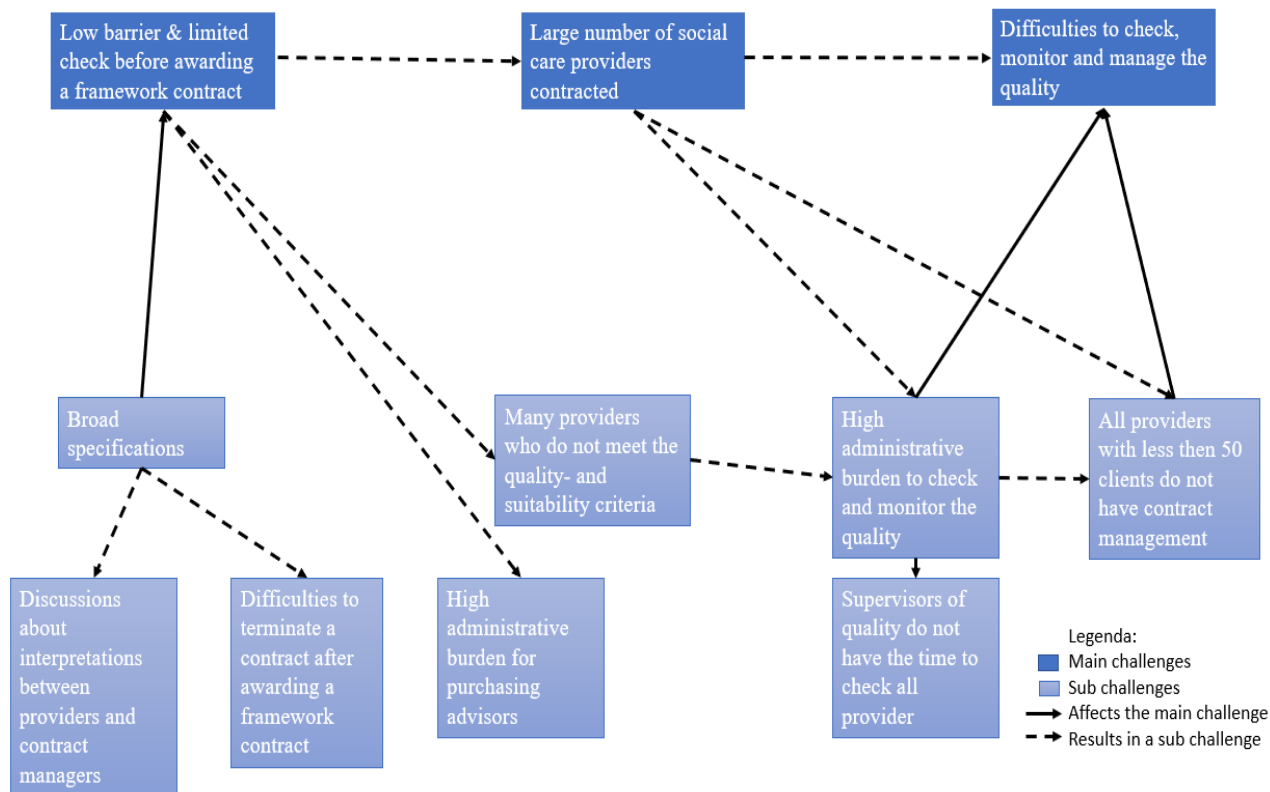 Low barrier & limited
check before awarding
a framework contract
Large number of social
care providers
contracted
Difficulties to check,
monitor and manage the
quality
Broad
specifications
Many providers
who do not meet the
quality- and
suitability criteria
High
administrative
burden to check
and monitor the
quality
All providers
with less then 50
clients do not
have contract
management
Discussions
about
interpretations
between
providers and
contract
managers
Difficulties to
terminate a
contract after
awarding a
framework
contract
High
administrative
burden for
purchasing
advisors
Supervisors of
quality do not
have the time to
check all
provider
Legenda:
Main challenges
Sub challenges
Affects the main challenge
Results in a sub challenge